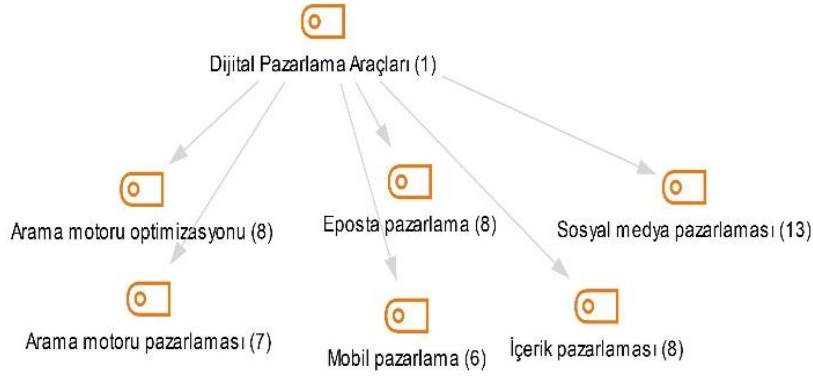 Dijital Pazarlama Araçları (1)
Arama motoru optimizasyonu (8)
Eposta pazarlama (8)
Sosyal medya pazarlaması (13)
Arama motoru pazarlaması (7)
Mobil pazarlama (6)
İçerik pazarlaması (8)